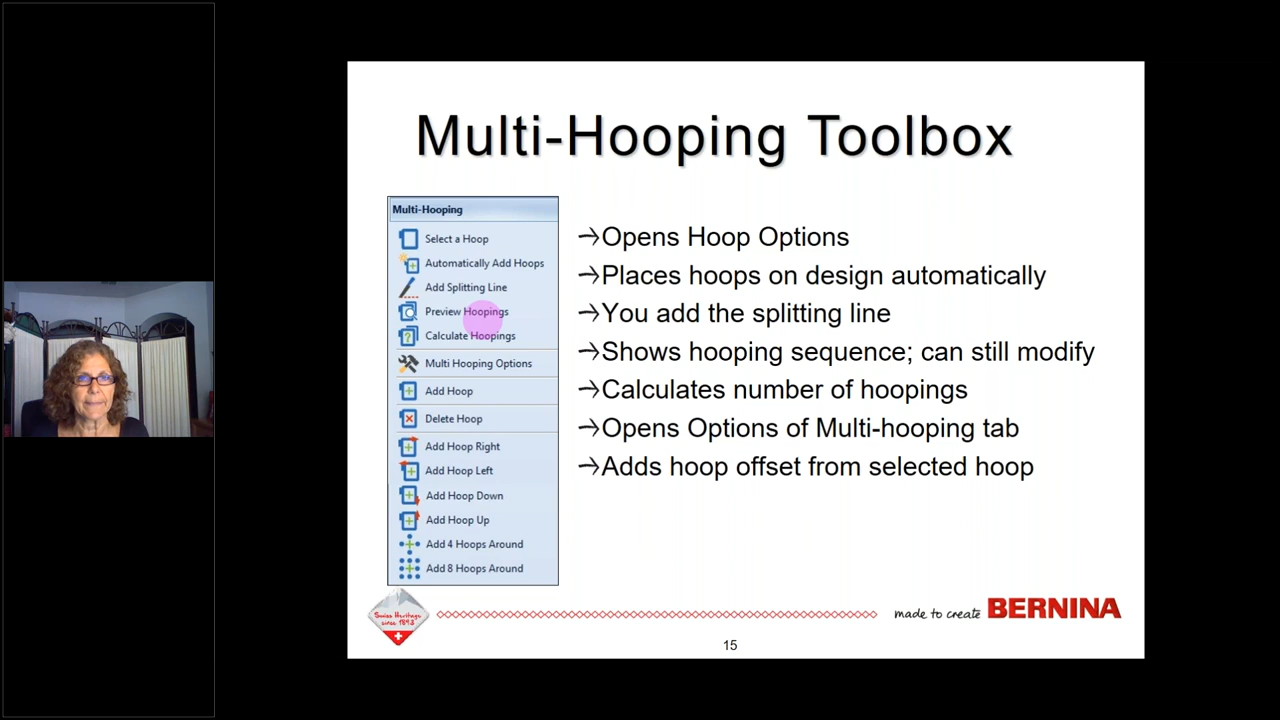 Multi-Hooping Toolbox
Multi-Hooping
Select a Hoop
Automatically Add Hoops
Add Splitting Line
Preview Hoopings
Calculate Hoopings
Multi Hooping Options
Add Hoop
Delete Hoop
Add Hoop Right
Add Hoop Left
Add Hoop Down
Add Hoop Up
Add 4 Hoops Around
Add 8 Hoops Around
→Opens Hoop Options
→Places hoops on design automatically
→You add the splitting line
→Shows hooping sequence; can still modify
→Calculates number of hoopings
→Opens Options of Multi-hooping tab
→Adds hoop offset from selected hoop
Swiss Heritage
since 1893
made to create BERNINA
15